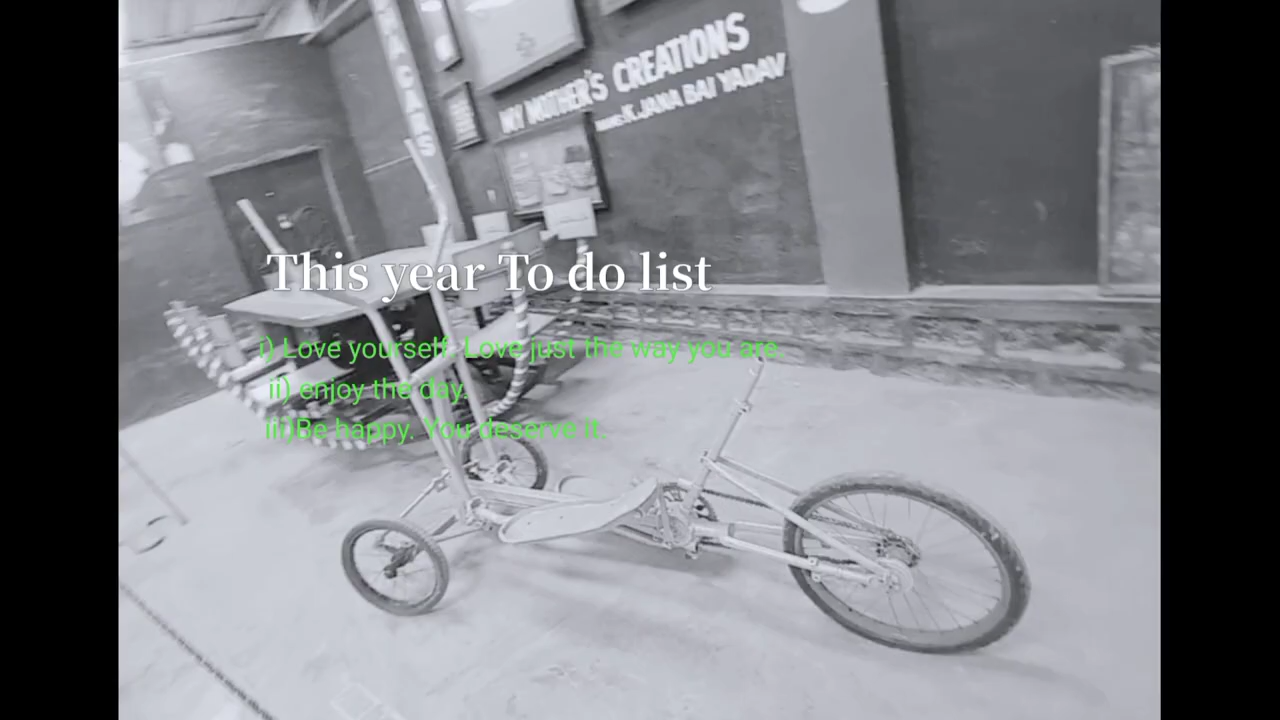 MY MOTHER'S CREATIONS
K. JANA BAI YADAV
This year To do list
i) Love yourself. Love just the way you are.
ii) enjoy the day.
iii)Be happy. You deserve it.